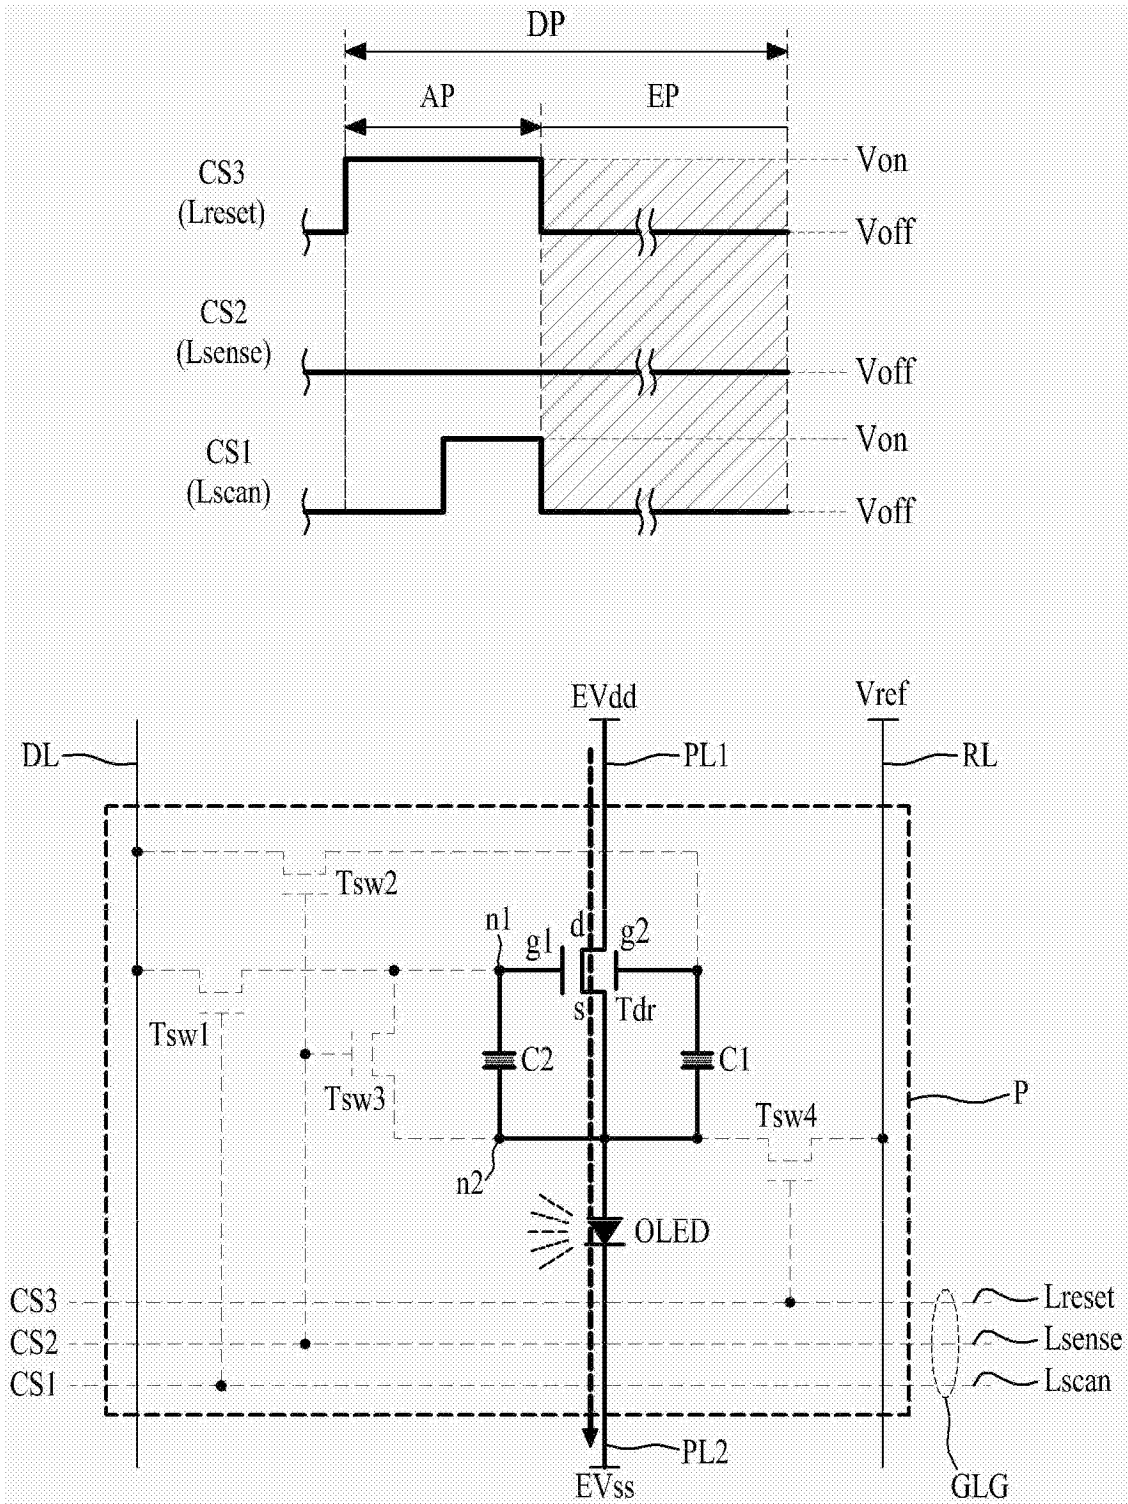 DP
AP EP
CS3
(Lreset)
Von
Voff
CS2
(Lsense)
Voff
CS1
(Lscan)
Von
Voff
EVdd Vref
DL PL1 RL
Tsw2
n1 g1 d g2
Tsw1 s Tdr
C2 C1
Tsw3 Tsw4 P
n2
OLED
CS3 Lreset
CS2 Lsense
CS1 Lscan
PL2
EVss GLG